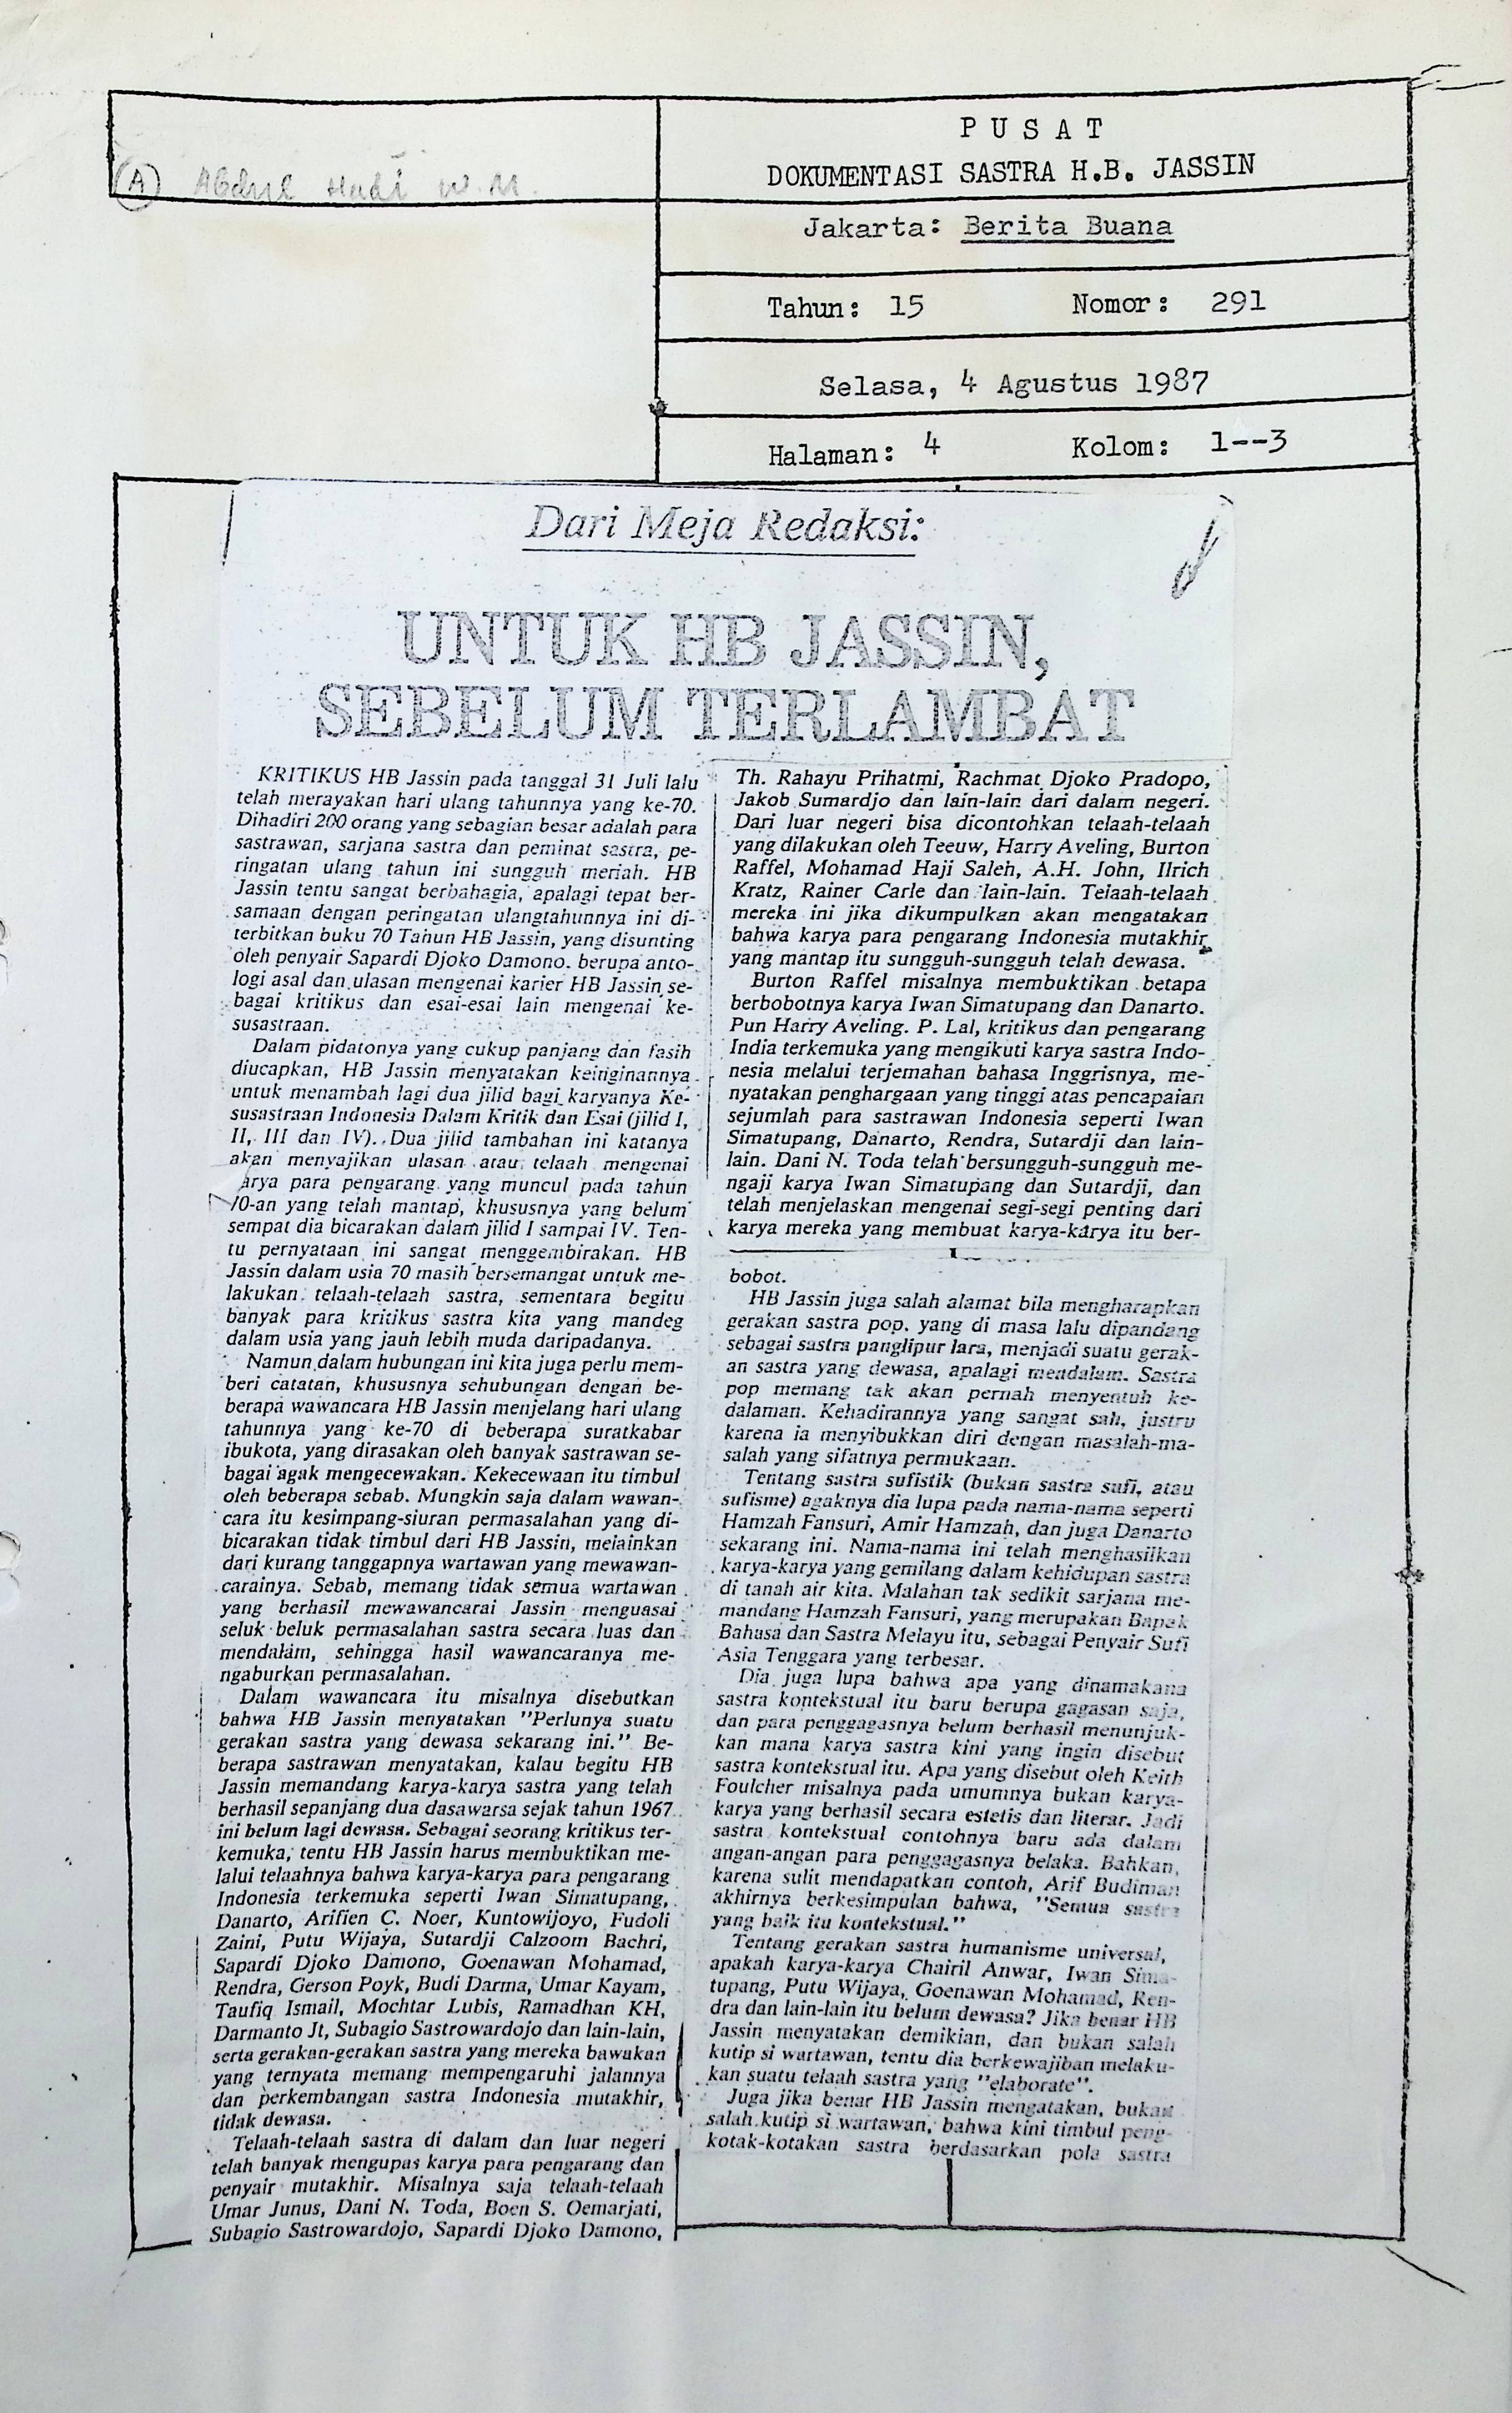 (A) Abdul Hadi W.M.
PUSAT
DOKUMENTASI SASTRA H.B. JASSIN
Jakarta: Berita Buana
Tahun: 15 Nomor: 291
Selasa, 4 Agustus 1987
Halaman: 4 Kolom: 1--3
Dari Meja Redaksi:
UNTUK HB JASSIN,
SEBELUM TERLAMBAT
KRITIKUS HB Jassin pada tanggal 31 Juli lalu
telah merayakan hari ulang tahunnya yang ke-70.
Dihadiri 200 orang yang sebagian besar adalah para
sastrawan, sarjana sastra dan peminat sastra, pe-
ringatan ulang tahun ini sungguh meriah. HB
Jassin tentu sangat berbahagia, apalagi tepat ber-
samaan dengan peringatan ulangtahunnya ini di-
terbitkan buku 70 Tahun HB Jassin, yang disunting
oleh penyair Sapardi Djoko Damono. berupa anto-
logi asal dan ulasan mengenai karier HB Jassin se-
bagai kritikus dan esai-esai lain mengenai ke-
susastraan.
Dalam pidatonya yang cukup panjang dan fasih
diucapkan, HB Jassin menyatakan keinginannya
untuk menambah lagi dua jilid bagi karyanya Ke-
susastraan Indonesia Dalam Kritik dan Esai (jilid I,
II, III dan IV). Dua jilid tambahan ini katanya
akan menyajikan ulasan atau telaah mengenai
arya para pengarang yang muncul pada tahun
70-an yang telah mantap, khususnya yang belum
sempat dia bicarakan dalam jilid I sampai IV. Ten-
tu pernyataan ini sangat menggembirakan. HB
Jassin dalam usia 70 masih bersemangat untuk me-
lakukan telaah-telaah sastra, sementara begitu
banyak para kritikus sastra kita yang mandeg
dalam usia yang jauh lebih muda daripadanya.
Namun dalam hubungan ini kita juga perlu mem-
beri catatan, khususnya sehubungan dengan be-
berapa wawancara HB Jassin menjelang hari ulang
tahunnya yang ke-70 di beberapa suratkabar
ibukota, yang dirasakan oleh banyak sastrawan se-
bagai agak mengecewakan. Kekecewaan itu timbul
oleh beberapa sebab. Mungkin saja dalam wawan-
cara itu kesimpang-siuran permasalahan yang di-
bicarakan tidak timbul dari HB Jassin, melainkan
dari kurang tanggapnya wartawan yang mewawan-
carainya. Sebab, memang tidak semua wartawan
yang berhasil mewawancarai Jassin menguasai
seluk beluk permasalahan sastra secara luas dan
mendalam, sehingga hasil wawancaranya me-
ngaburkan permasalahan.
Dalam wawancara itu misalnya disebutkan
bahwa HB Jassin menyatakan "Perlunya suatu
gerakan sastra yang dewasa sekarang ini." Be-
berapa sastrawan menyatakan, kalau begitu HB
Jassin memandang karya-karya sastra yang telah
berhasil sepanjang dua dasawarsa sejak tahun 1967
ini belum lagi dewasa. Sebagai seorang kritikus ter-
kemuka, tentu HB Jassin harus membuktikan me-
lalui telaahnya bahwa karya-karya para pengarang
Indonesia terkemuka seperti Iwan Simatupang,
Danarto, Arifien C. Noer, Kuntowijoyo, Fudoli
Zaini, Putu Wijaya, Sutardji Calzoom Bachri,
Sapardi Djoko Damono, Goenawan Mohamad,
Rendra, Gerson Poyk, Budi Darma, Umar Kayam,
Taufiq Ismail, Mochtar Lubis, Ramadhan KH,
Darmanto Jt, Subagio Sastrowardojo dan lain-lain,
serta gerakan-gerakan sastra yang mereka bawakan
yang ternyata memang mempengaruhi jalannya
dan perkembangan sastra Indonesia mutakhir,
tidak dewasa.
Telaah-telaah sastra di dalam dan luar negeri
telah banyak mengupas karya para pengarang dan
penyair mutakhir. Misalnya saja telaah-telaah
Umar Junus, Dani N. Toda, Boen S. Oemarjati,
Subagio Sastrowardojo, Sapardi Djoko Damono,
Th. Rahayu Prihatmi, Rachmat Djoko Pradopo,
Jakob Sumardjo dan lain-lain dari dalam negeri.
Dari luar negeri bisa dicontohkan telaah-telaah
yang dilakukan oleh Teeuw, Harry Aveling, Burton
Raffel, Mohamad Haji Saleh, A.H. John, Ilrich
Kratz, Rainer Carle dan lain-lain. Telaah-telaah
mereka ini jika dikumpulkan akan mengatakan
bahwa karya para pengarang Indonesia mutakhir
yang mantap itu sungguh-sungguh telah dewasa.
Burton Raffel misalnya membuktikan betapa
berbobotnya karya Iwan Simatupang dan Danarto.
Pun Harry Aveling. P. Lal, kritikus dan pengarang
India terkemuka yang mengikuti karya sastra Indo-
nesia melalui terjemahan bahasa Inggrisnya, me-
nyatakan penghargaan yang tinggi atas pencapaian
sejumlah para sastrawan Indonesia seperti Iwan
Simatupang, Danarto, Rendra, Sutardji dan lain-
lain. Dani N. Toda telah bersungguh-sungguh me-
ngaji karya Iwan Simatupang dan Sutardji, dan
telah menjelaskan mengenai segi-segi penting dari
karya mereka yang membuat karya-karya itu ber-
bobot.
HB Jassin juga salah alamat bila mengharapkan
gerakan sastra pop. yang di masa lalu dipandang
sebagai sastra panglipur lara, menjadi suatu gerak-
an sastra yang dewasa, apalagi mendalam. Sastra
pop memang tak akan pernah menyentuh ke-
dalaman. Kehadirannya yang sangat sah, justru
karena ia menyibukkan diri dengan masalah-ma-
salah yang sifatnya permukaan.
Tentang sastra sufistik (bukan sastra sufi, atau
sufisme) agaknya dia lupa pada nama-nama seperti
Hamzah Fansuri, Amir Hamzah, dan juga Danarto
sekarang ini. Nama-nama ini telah menghasilkan
karya-karya yang gemilang dalam kehidupan sastra
di tanah air kita. Malahan tak sedikit sarjana me-
mandang Hamzah Fansuri, yang merupakan Bapak
Bahasa dan Sastra Melayu itu, sebagai Penyair Sufi
Asia Tenggara yang terbesar.
Dia juga lupa bahwa apa yang dinamakana
sastra kontekstual itu baru berupa gagasan saja,
dan para penggagasnya belum berhasil menunjuk-
kan mana karya sastra kini yang ingin disebut
sastra kontekstual itu. Apa yang disebut oleh Keith
Foulcher misalnya pada umumnya bukan karya-
karya yang berhasil secara estetis dan literar. Jadi
sastra kontekstual contohnya baru ada dalam
angan-angan para penggagasnya belaka. Bahkan,
karena sulit mendapatkan contoh, Arif Budiman
akhirnya berkesimpulan bahwa, "Semua sastra
yang baik itu kontekstual."
Tentang gerakan sastra humanisme universal,
apakah karya-karya Chairil Anwar, Iwan Sima-
tupang, Putu Wijaya, Goenawan Mohamad, Ren-
dra dan lain-lain itu belum dewasa? Jika benar HB
Jassin menyatakan demikian, dan bukan salah
kutip si wartawan, tentu dia berkewajiban melaku-
kan suatu telaah sastra yang "elaborate".
Juga jika benar HB Jassin mengatakan, bukan
salah kutip si wartawan, bahwa kini timbul peng-
kotak-kotakan sastra berdasarkan pola sastra